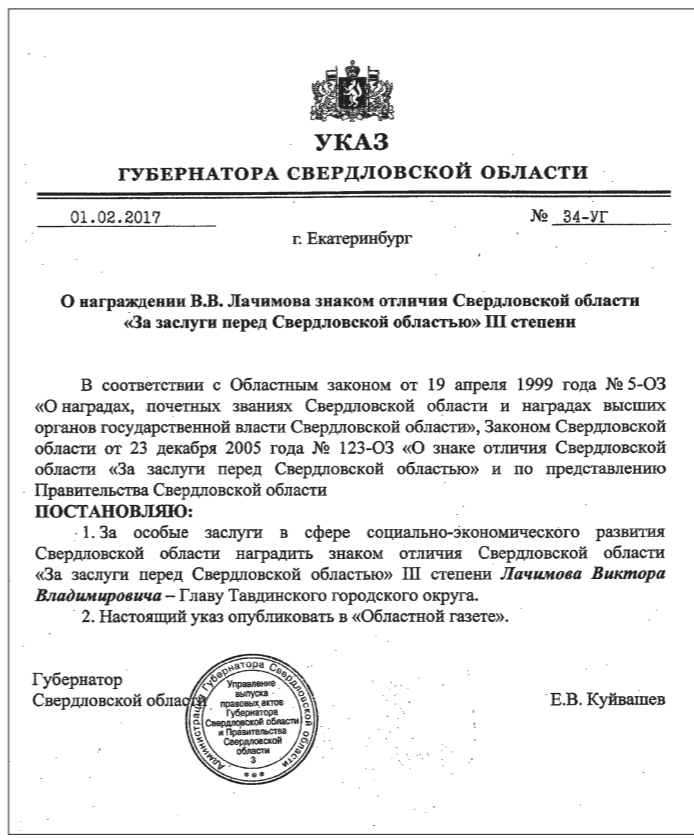 УКАЗ
ГУБЕРНАТОРА СВЕРДЛОВСКОЙ ОБЛАСТИ
01.02.2017 № 34-УГ
г. Екатеринбург
О награждении В.В. Лачимова знаком отличия Свердловской области
«За заслуги перед Свердловской областью» III степени
В соответствии с Областным законом от 19 апреля 1999 года № 5-ОЗ
«О наградах, почетных званиях Свердловской области и наградах высших
органов государственной власти Свердловской области», Законом Свердловской
области от 23 декабря 2005 года № 123-ОЗ «О знаке отличия Свердловской
области «За заслуги перед Свердловской областью» и по представлению
Правительства Свердловской области
ПОСТАНОВЛЯЮ:
1. За особые заслуги в сфере социально-экономического развития
Свердловской области наградить знаком отличия Свердловской области
«За заслуги перед Свердловской областью» III степени Лачимова Виктора
Владимировича – Главу Тавдинского городского округа.
2. Настоящий указ опубликовать в «Областной газете».
Губернатор
Свердловской области Е.В. Куйвашев
Администрация Губернатора Свердловской области
Управление
выпуска
правовых актов
Губернатора
Свердловской области
и Правительства
Свердловской
области
3